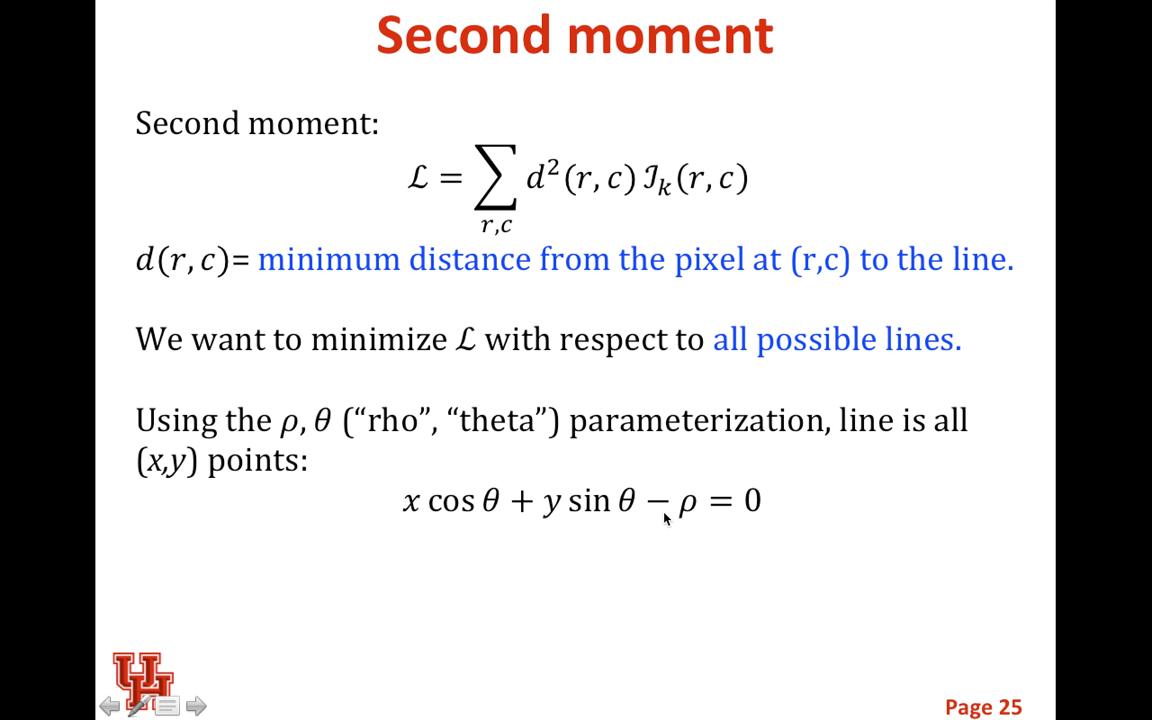 Second moment
Second moment:
ℒ = ∑ d²(r, c) ℐₖ(r, c)
r,c
d(r, c)= minimum distance from the pixel at (r,c) to the line.
We want to minimize ℒ with respect to all possible lines.
Using the ρ, θ (“rho”, “theta”) parameterization, line is all
(x,y) points:
x cos θ + y sin θ − ρ = 0
UH
Page 25